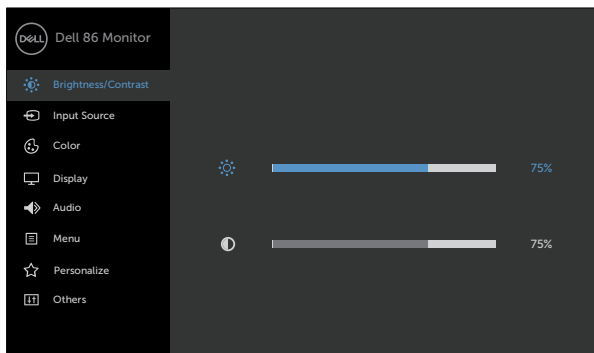 DELL
Dell 86 Monitor
Brightness/Contrast
Input Source
Color
Display
Audio
Menu
Personalize
Others
75%
75%